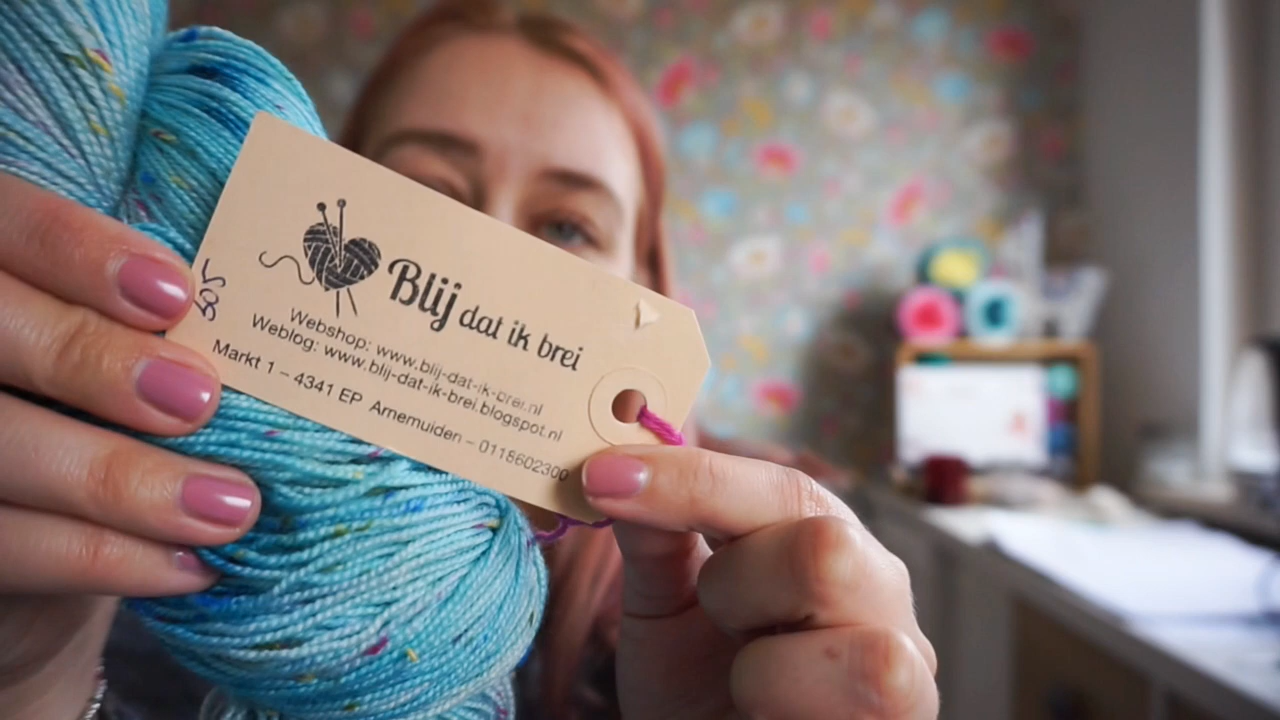 Blij dat ik brei
Webshop: www.blij-dat-ik-brei.nl
Weblog: www.blij-dat-ik-brei.blogspot.nl
Markt 1 – 4341 EP Arnemuiden – 0118602300